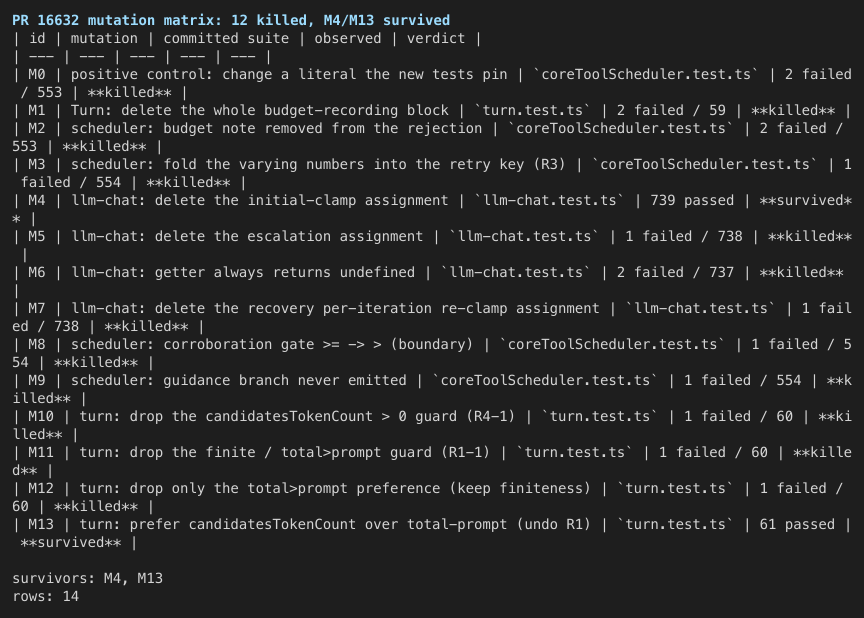 PR 16632 mutation matrix: 12 killed, M4/M13 survived
| id | mutation | committed suite | observed | verdict |
| --- | --- | --- | --- | --- |
| M0 | positive control: change a literal the new tests pin | `coreToolScheduler.test.ts` | 2 failed
/ 553 | **killed** |
| M1 | Turn: delete the whole budget-recording block | `turn.test.ts` | 2 failed / 59 | **killed** |
| M2 | scheduler: budget note removed from the rejection | `coreToolScheduler.test.ts` | 2 failed /
553 | **killed** |
| M3 | scheduler: fold the varying numbers into the retry key (R3) | `coreToolScheduler.test.ts` | 1
failed / 554 | **killed** |
| M4 | llm-chat: delete the initial-clamp assignment | `llm-chat.test.ts` | 739 passed | **survived*
* |
| M5 | llm-chat: delete the escalation assignment | `llm-chat.test.ts` | 1 failed / 738 | **killed**
|
| M6 | llm-chat: getter always returns undefined | `llm-chat.test.ts` | 2 failed / 737 | **killed**
|
| M7 | llm-chat: delete the recovery per-iteration re-clamp assignment | `llm-chat.test.ts` | 1 fail
ed / 738 | **killed** |
| M8 | scheduler: corroboration gate >= -> > (boundary) | `coreToolScheduler.test.ts` | 1 failed / 5
54 | **killed** |
| M9 | scheduler: guidance branch never emitted | `coreToolScheduler.test.ts` | 1 failed / 554 | **k
illed** |
| M10 | turn: drop the candidatesTokenCount > 0 guard (R4-1) | `turn.test.ts` | 1 failed / 60 | **ki
lled** |
| M11 | turn: drop the finite / total>prompt guard (R1-1) | `turn.test.ts` | 1 failed / 60 | **kille
d** |
| M12 | turn: drop only the total>prompt preference (keep finiteness) | `turn.test.ts` | 1 failed /
60 | **killed** |
| M13 | turn: prefer candidatesTokenCount over total-prompt (undo R1) | `turn.test.ts` | 61 passed |
**survived** |
survivors: M4, M13
rows: 14